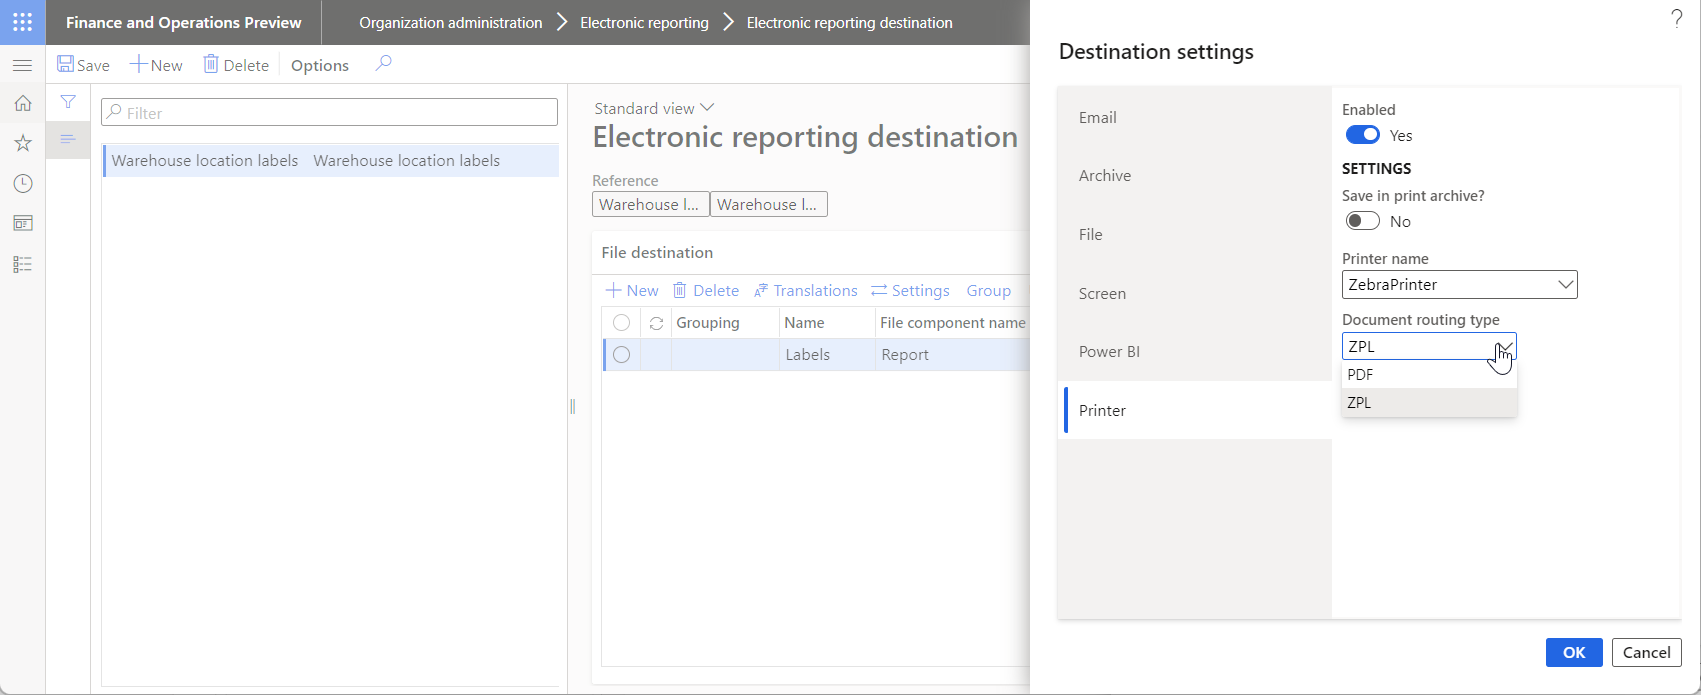 Finance and Operations Preview
Organization administration
Electronic reporting
Electronic reporting destination
Save
New
Delete
Options
Filter
Warehouse location labels Warehouse location labels
Standard view
Electronic reporting destination
Reference
Warehouse l... Warehouse l...
File destination
New Delete Translations Settings Group
Grouping Name File component name
Labels Report
?
Destination settings
Email
Archive
File
Screen
Power BI
Printer
Enabled
Yes
SETTINGS
Save in print archive?
No
Printer name
ZebraPrinter
Document routing type
ZPL
PDF
ZPL
OK
Cancel